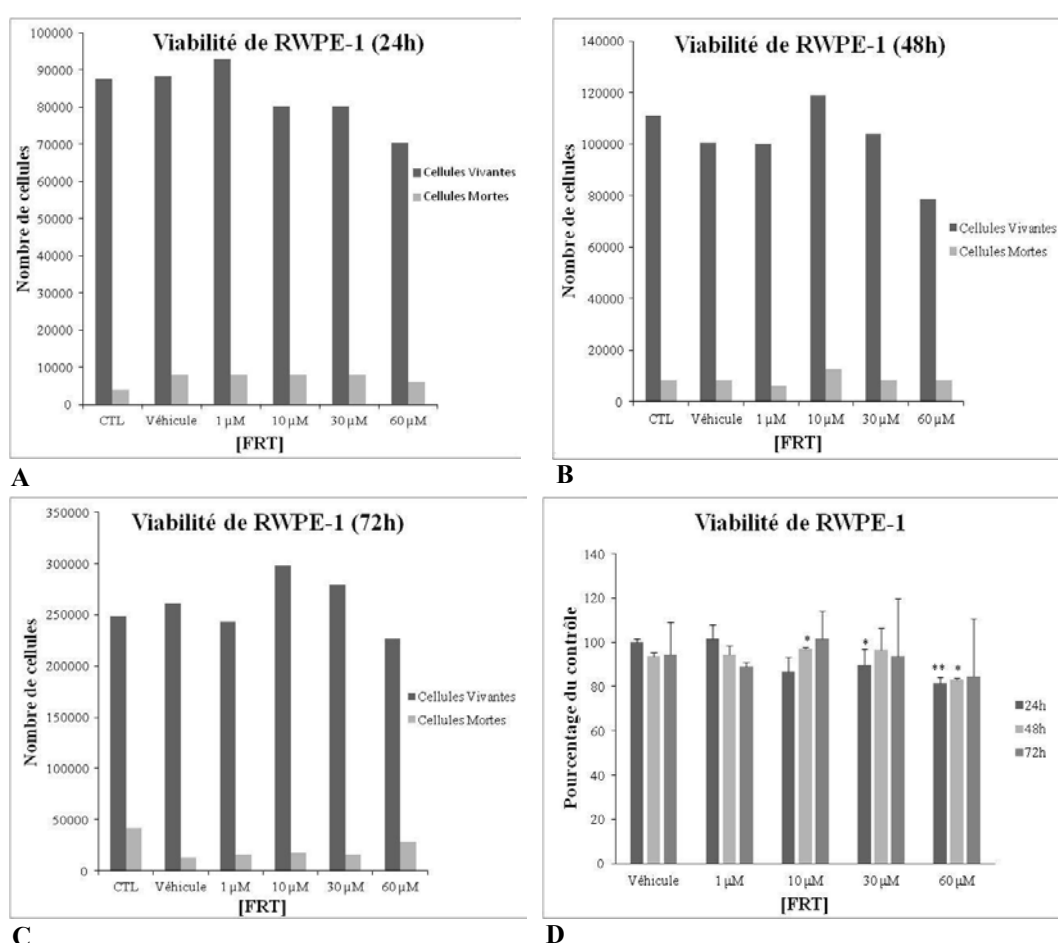 Viabilité de RWPE-1 (24h)
Nombre de cellules
100000
90000
80000
70000
60000
50000
40000
30000
20000
10000
0
CTL Véhicule 1 µM 10 µM 30 µM 60 µM
[FRT]
Cellules Vivantes
Cellules Mortes
A
Viabilité de RWPE-1 (48h)
Nombre de cellules
140000
120000
100000
80000
60000
40000
20000
0
CTL Véhicule 1 µM 10 µM 30 µM 60 µM
[FRT]
Cellules Vivantes
Cellules Mortes
B
Viabilité de RWPE-1 (72h)
Nombre de cellules
350000
300000
250000
200000
150000
100000
50000
0
CTL Véhicule 1 µM 10 µM 30 µM 60 µM
[FRT]
Cellules Vivantes
Cellules Mortes
C
Viabilité de RWPE-1
Pourcentage du contrôle
140
120
100
80
60
40
20
0
* * ** *
Véhicule 1 µM 10 µM 30 µM 60 µM
[FRT]
24h
48h
72h
D